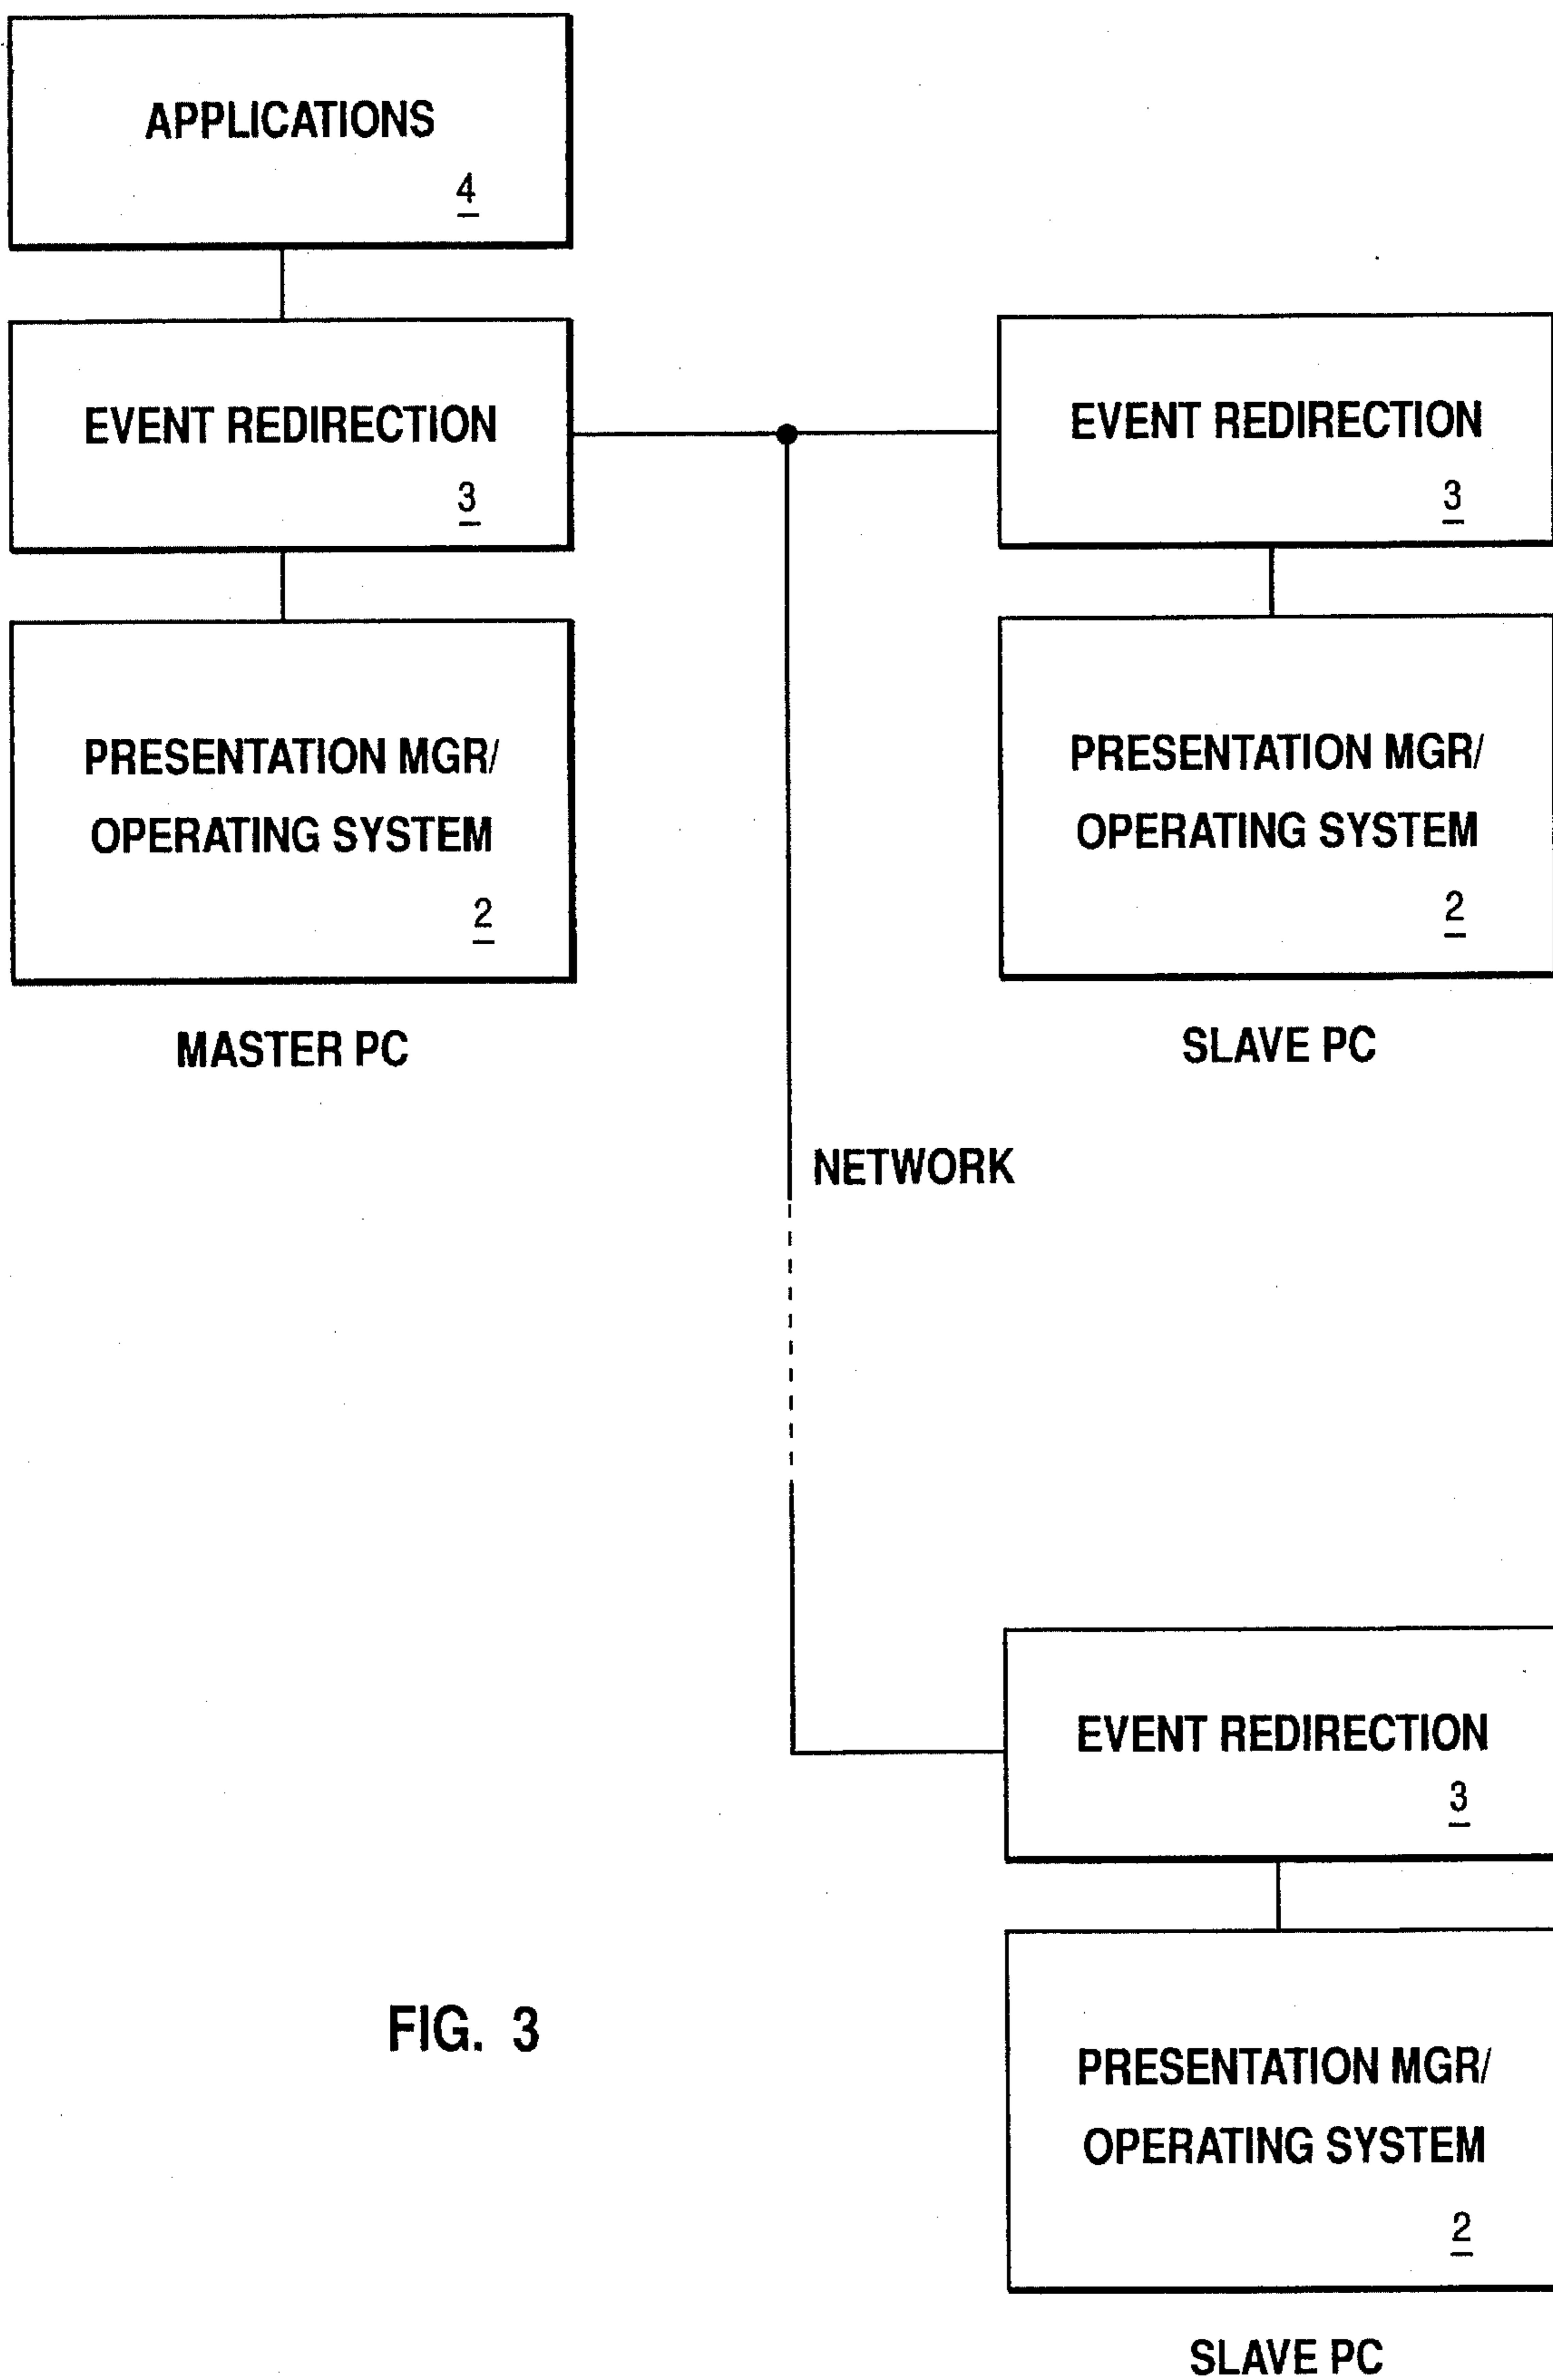 APPLICATIONS
4
EVENT REDIRECTION
3
PRESENTATION MGR/
OPERATING SYSTEM
2
MASTER PC
EVENT REDIRECTION
3
PRESENTATION MGR/
OPERATING SYSTEM
2
SLAVE PC
NETWORK
EVENT REDIRECTION
3
PRESENTATION MGR/
OPERATING SYSTEM
2
SLAVE PC
FIG. 3